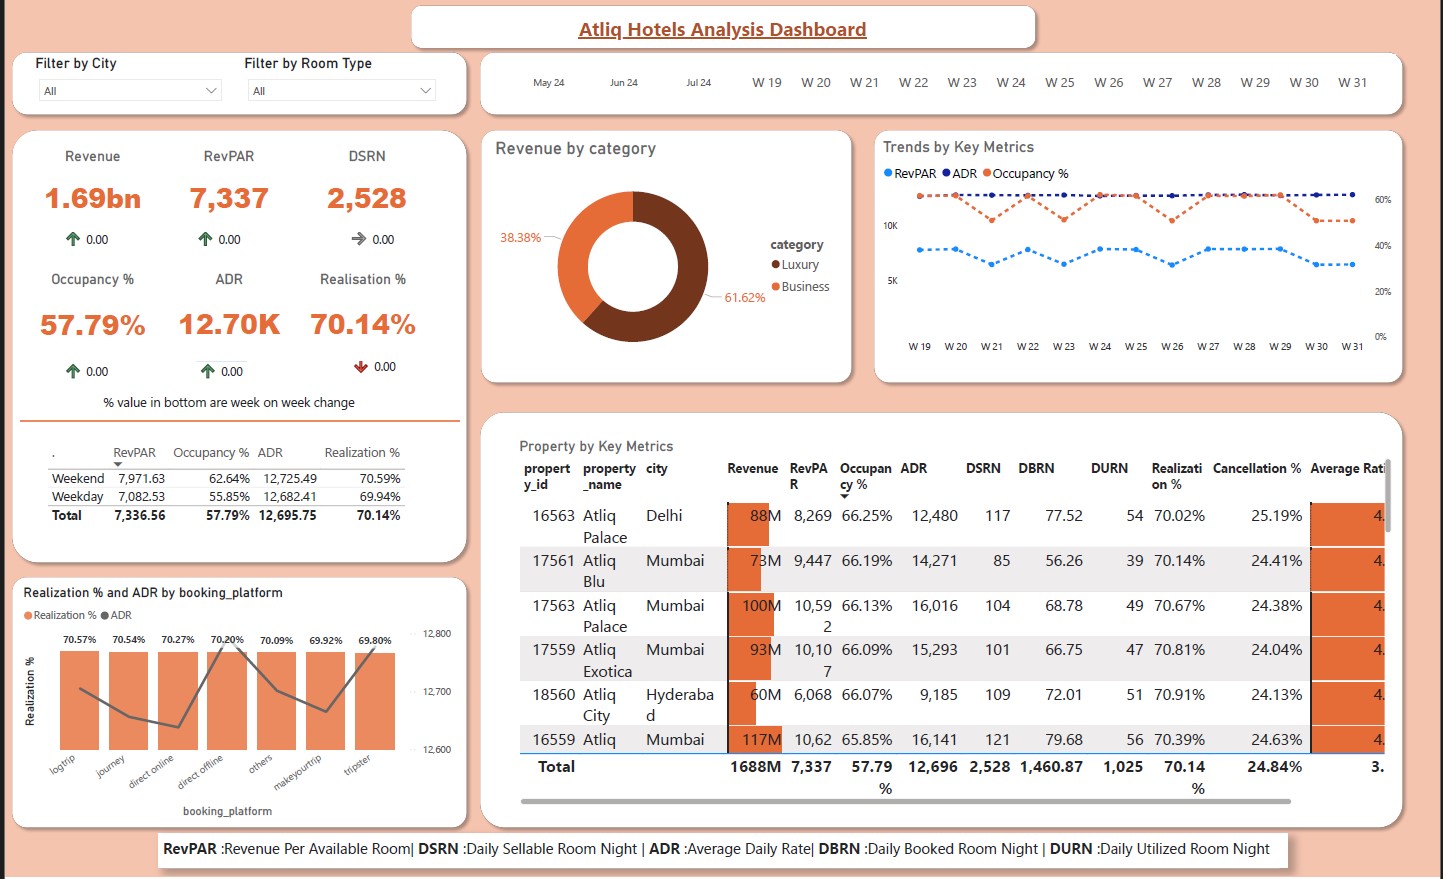 Atliq Hotels Analysis Dashboard
Filter by City
All
Filter by Room Type
All
May 24 Jun 24 Jul 24 W 19 W 20 W 21 W 22 W 23 W 24 W 25 W 26 W 27 W 28 W 29 W 30 W 31
Revenue RevPAR DSRN
1.69bn 7,337 2,528
0.00 0.00 0.00
Occupancy % ADR Realisation %
57.79% 12.70K 70.14%
0.00 0.00 0.00
% value in bottom are week on week change
. RevPAR Occupancy % ADR Realization %
Weekend 7,971.63 62.64% 12,725.49 70.59%
Weekday 7,082.53 55.85% 12,682.41 69.94%
Total 7,336.56 57.79% 12,695.75 70.14%
Revenue by category
38.38%
61.62%
category
Luxury
Business
Trends by Key Metrics
RevPAR ADR Occupancy %
10K
5K
60%
40%
20%
0%
W 19 W 20 W 21 W 22 W 23 W 24 W 25 W 26 W 27 W 28 W 29 W 30 W 31
Realization % and ADR by booking_platform
Realization % ADR
Realization %
70.57% 70.54% 70.27% 70.20% 70.09% 69.92% 69.80%
12,800
12,700
12,600
logtrip journey direct online direct offline others makeyourtrip tripster
booking_platform
Property by Key Metrics
propert property city Revenue RevPA Occupan ADR DSRN DBRN DURN Realizati Cancellation % Average Rati
y_id _name R cy % on %
16563 Atliq Delhi 88M 8,269 66.25% 12,480 117 77.52 54 70.02% 25.19% 4.
Palace
17561 Atliq Mumbai 73M 9,447 66.19% 14,271 85 56.26 39 70.14% 24.41% 4.
Blu
17563 Atliq Mumbai 100M 10,59 66.13% 16,016 104 68.78 49 70.67% 24.38% 4.
Palace 2
17559 Atliq Mumbai 93M 10,10 66.09% 15,293 101 66.75 47 70.81% 24.04% 4.
Exotica 7
18560 Atliq Hyderaba 60M 6,068 66.07% 9,185 109 72.01 51 70.91% 24.13% 4.
City d
16559 Atliq Mumbai 117M 10,62 65.85% 16,141 121 79.68 56 70.39% 24.63% 4.
Total 1688M 7,337 57.79 12,696 2,528 1,460.87 1,025 70.14 24.84% 3.
% %
RevPAR :Revenue Per Available Room| DSRN :Daily Sellable Room Night | ADR :Average Daily Rate| DBRN :Daily Booked Room Night | DURN :Daily Utilized Room Night